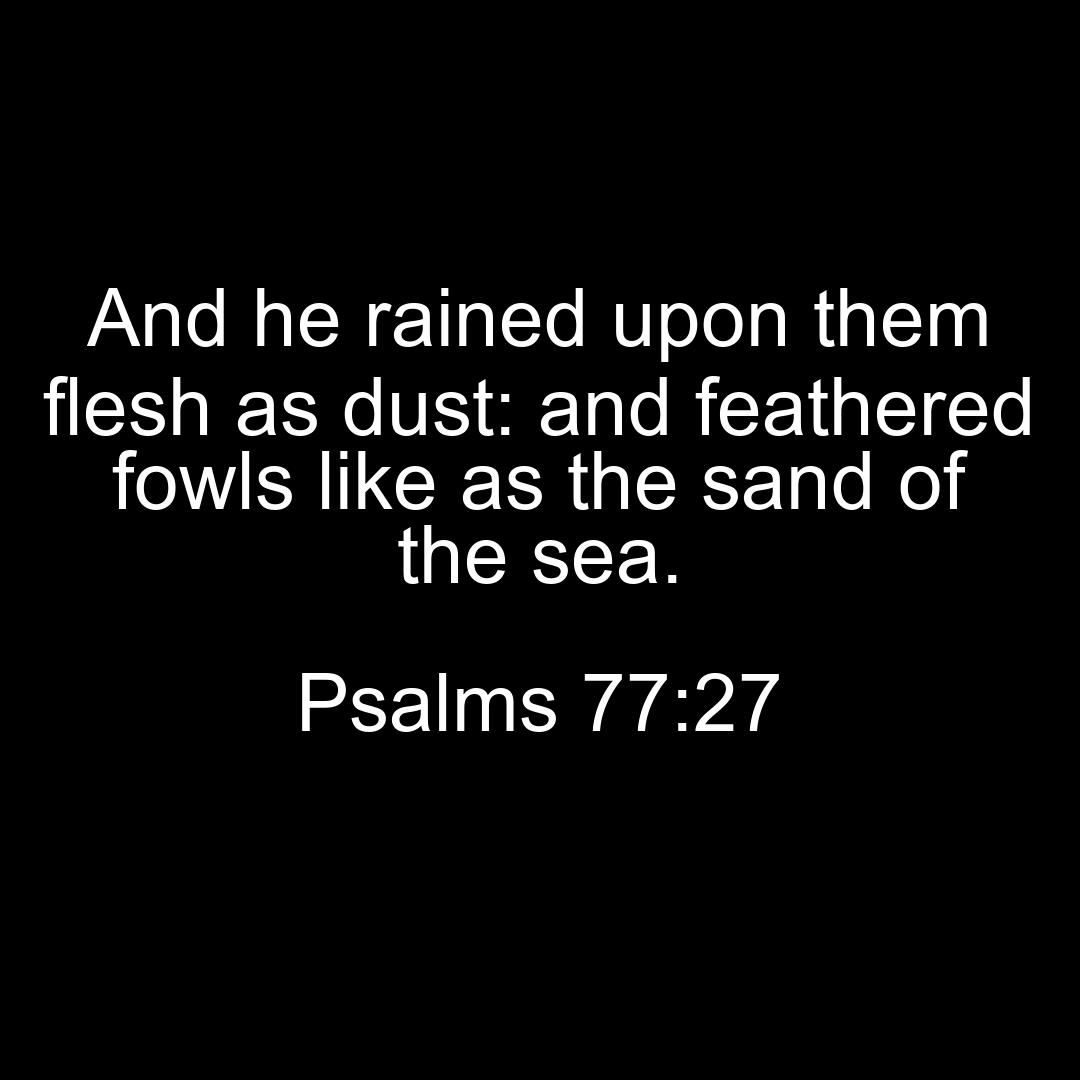 And he rained upon them
flesh as dust: and feathered
fowls like as the sand of
the sea.
Psalms 77:27